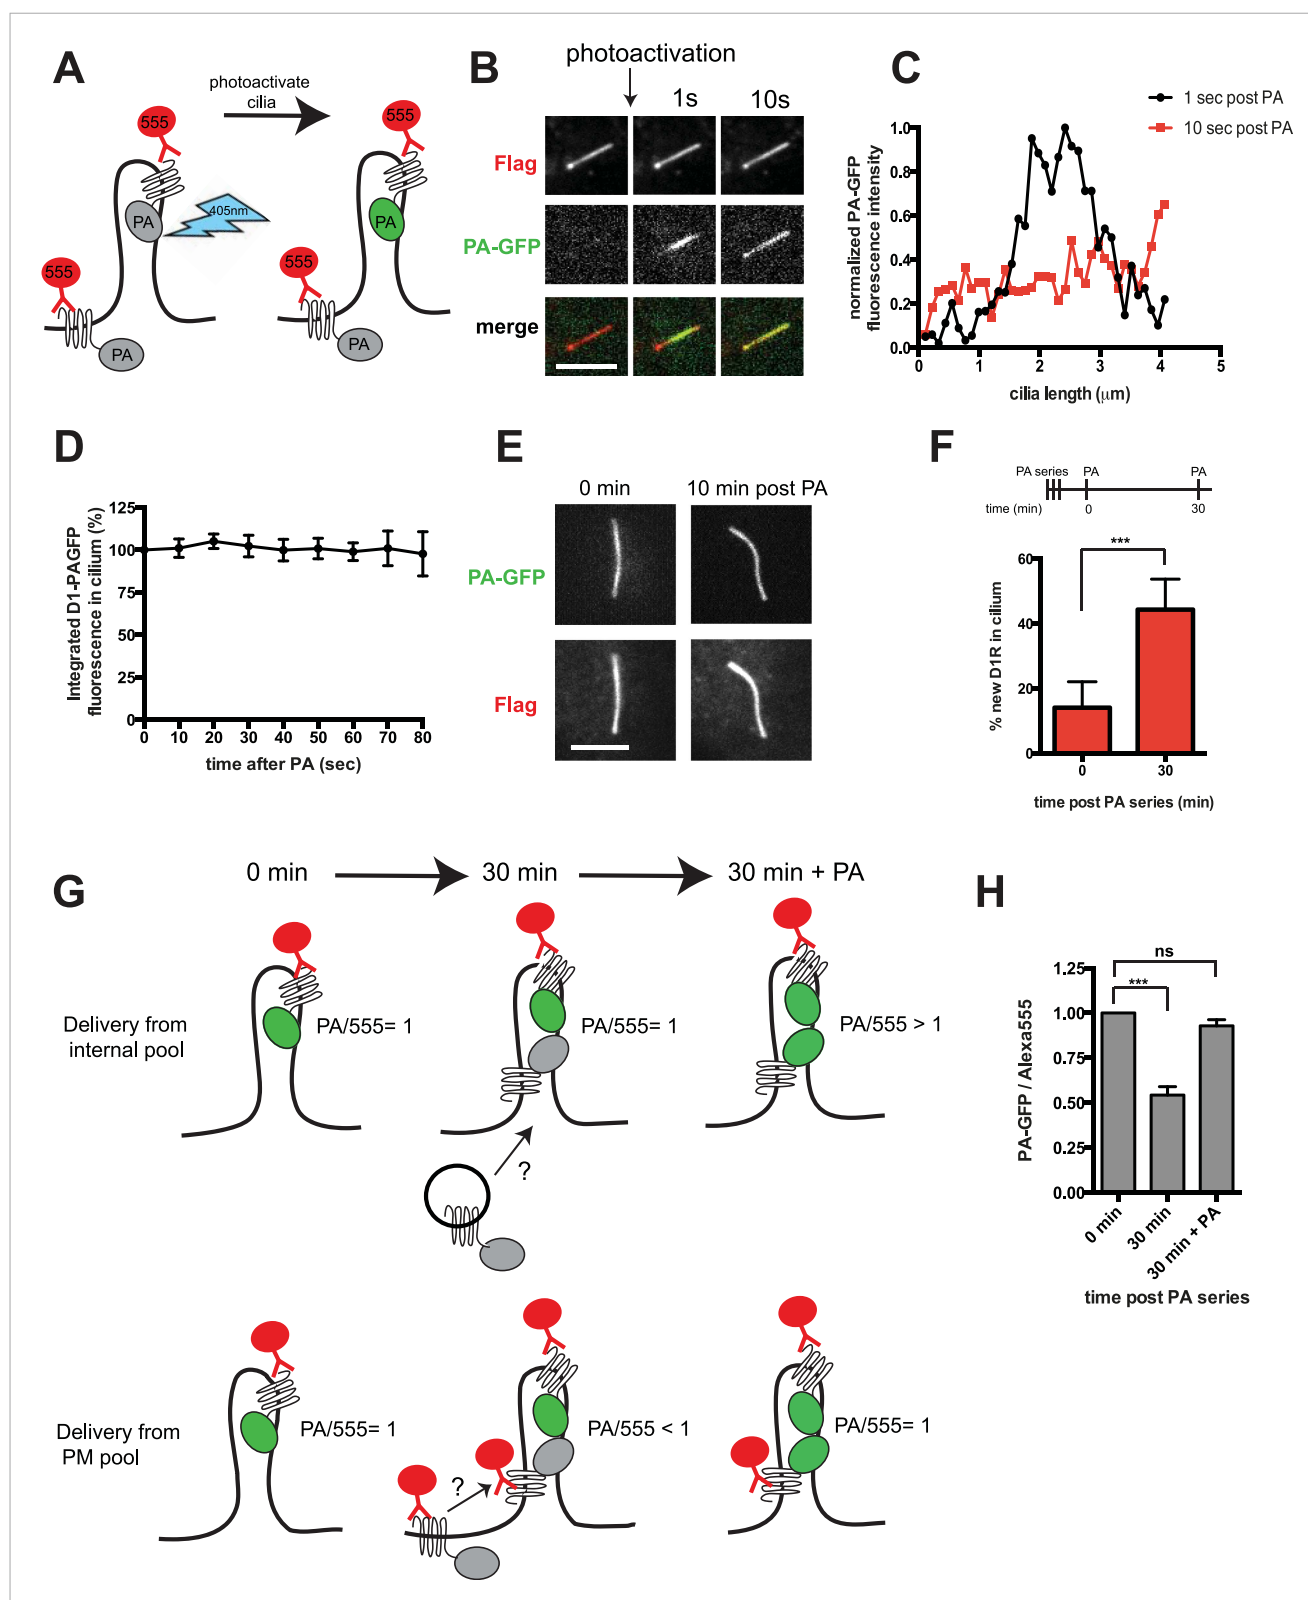 A
photoactivate
cilia
555
555
PA
405nm
PA
555
555
PA
PA
B
photoactivation
1s
10s
Flag
PA-GFP
merge
C
1 sec post PA
10 sec post PA
normalized PA-GFP
fluorescence intensity
1.0
0.8
0.6
0.4
0.2
0.0
0
1
2
3
4
5
cilia length (μm)
D
Integrated D1-PAGFP
fluorescence in cilium (%)
125
100
75
50
25
0
0
10
20
30
40
50
60
70
80
time after PA (sec)
E
0 min
10 min post PA
PA-GFP
Flag
F
PA series
PA
PA
time (min)
0
30
***
% new D1R in cilium
60
40
20
0
0
30
time post PA series (min)
G
0 min
30 min
30 min + PA
Delivery from
internal pool
PA/555= 1
PA/555= 1
PA/555 > 1
?
Delivery from
PM pool
PA/555= 1
PA/555 < 1
PA/555= 1
?
H
ns
***
PA-GFP / Alexa555
1.25
1.00
0.75
0.50
0.25
0.00
0 min
30 min
30 min + PA
time post PA series